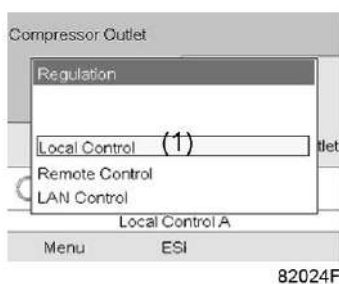 Compressor Outlet
Regulation
Local Control (1)
tlet
Remote Control
LAN Control
Local Control A
Menu ESI
82024F